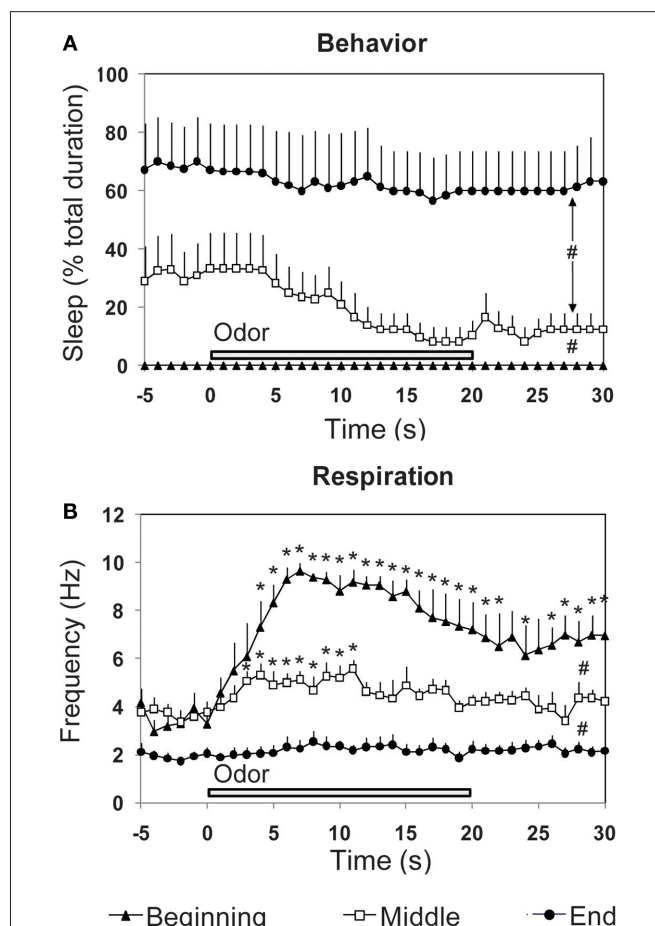 A
Behavior
Sleep (% total duration)
100
80
60
40
20
0
#
#
Odor
-5 0 5 10 15 20 25 30
Time (s)
Respiration
B
Frequency (Hz)
12
10
8
6
4
2
0
* * * * * * * * * * * * * * * * * * * * * * * *
* * * * * * * * *
#
#
Odor
-5 0 5 10 15 20 25 30
Time (s)
Beginning Middle End